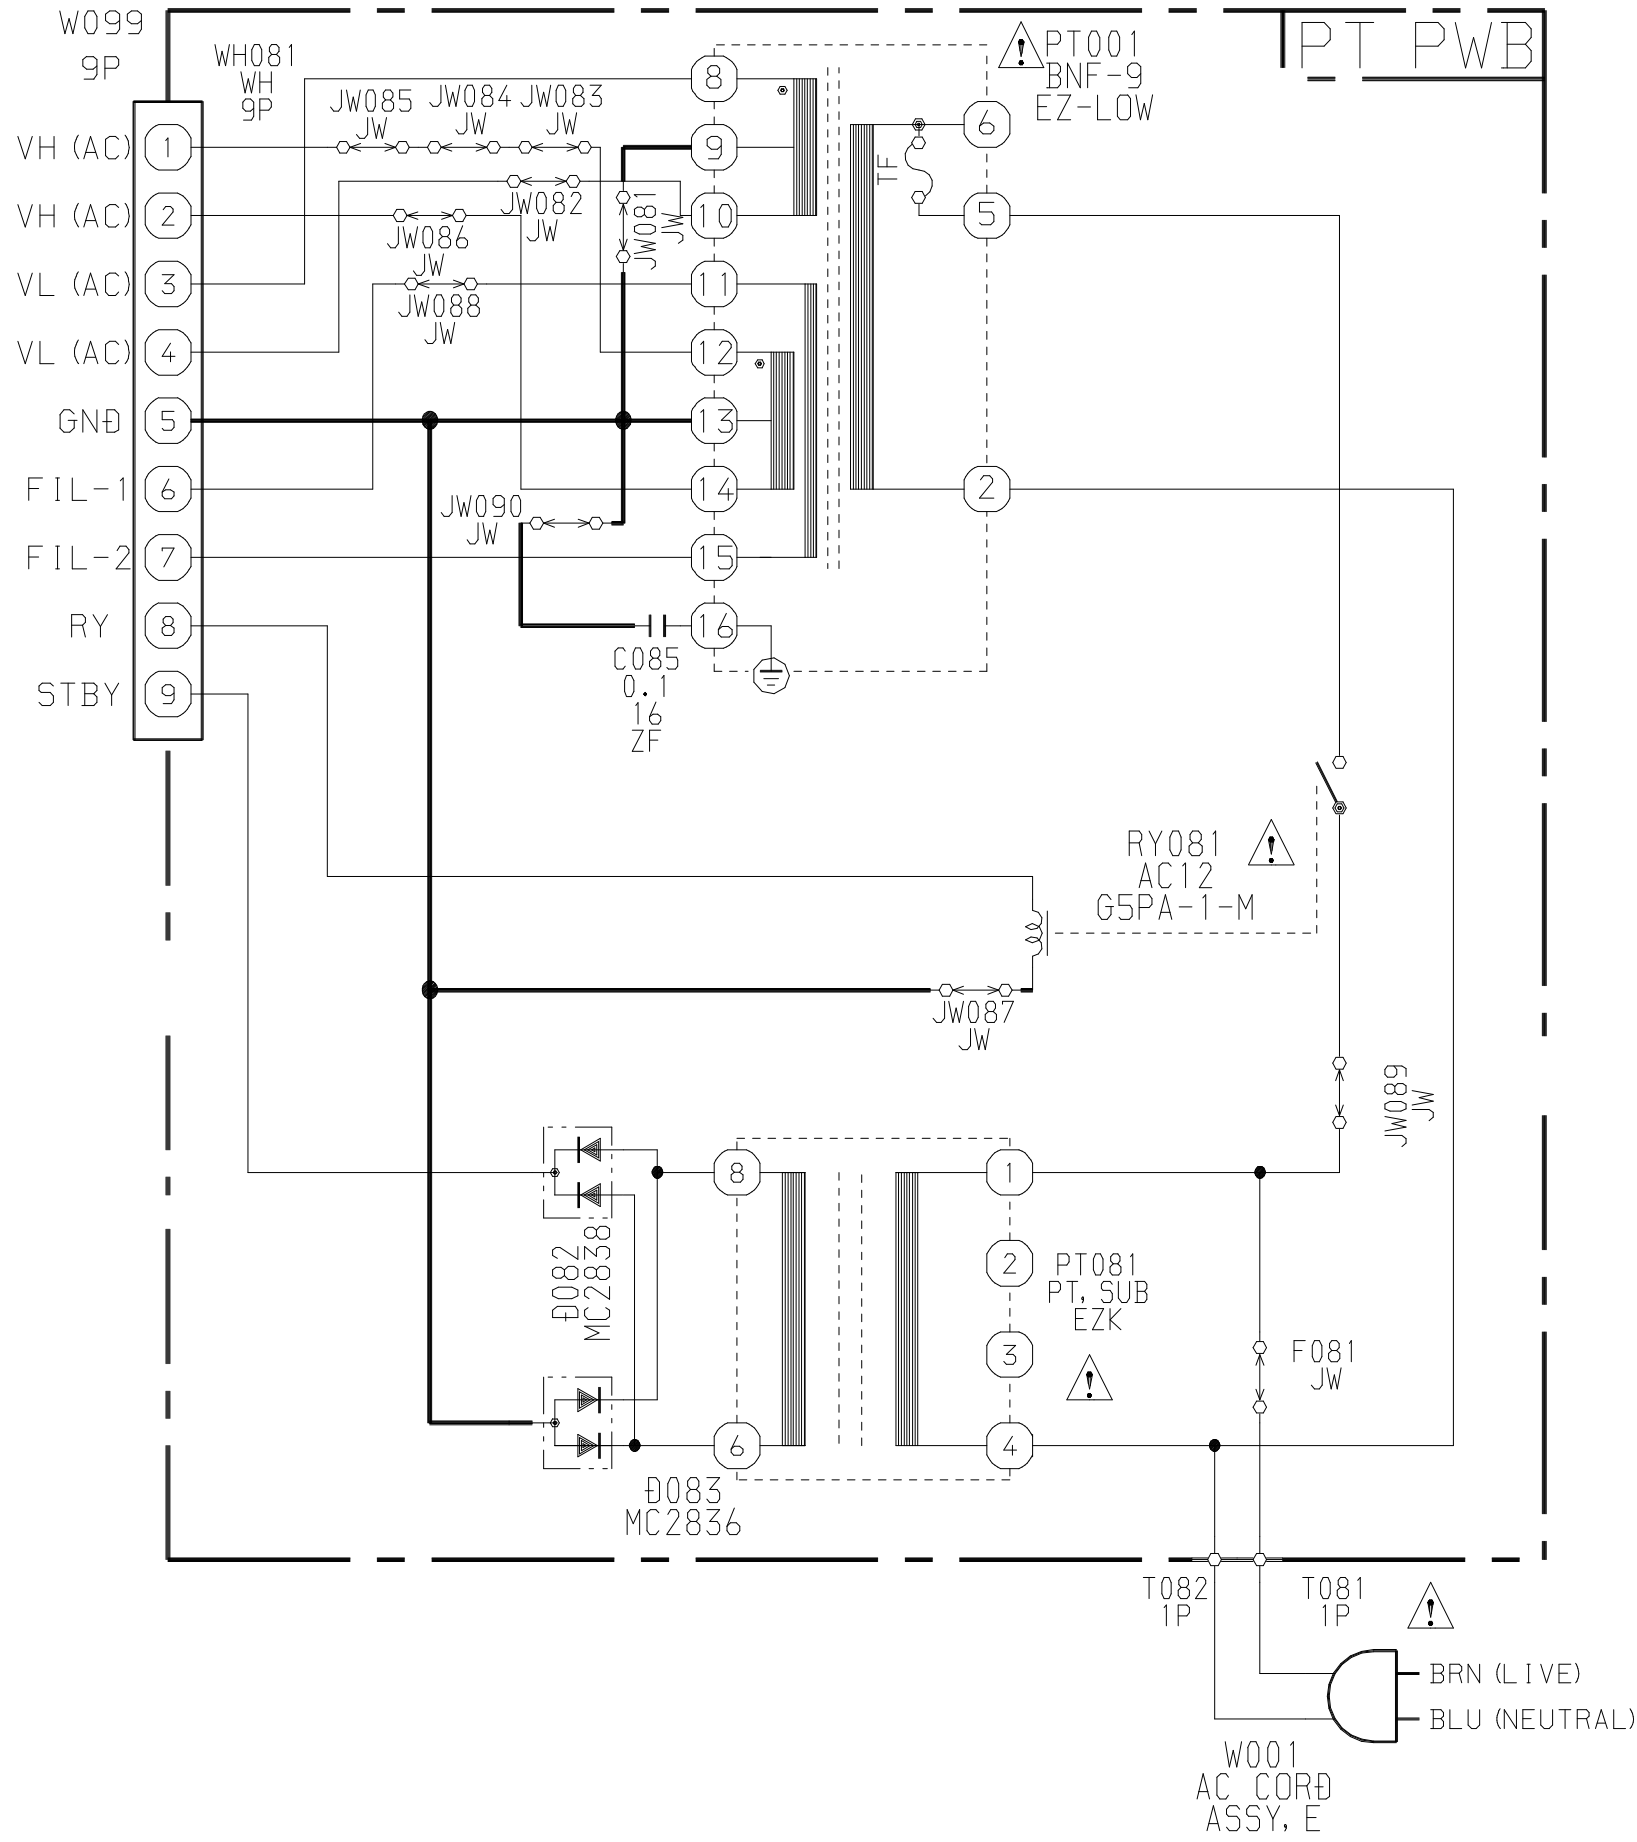 W099
9P
WH081
WH
9P
PT001
BNF-9
EZ-LOW
PT PWB
JW085
JW
JW084
JW
JW083
JW
VH (AC)
VH (AC)
VL (AC)
VL (AC)
GND
FIL-1
FIL-2
RY
STBY
1
2
3
4
5
6
7
8
9
JW082
JW
JW081
JW
JW086
JW
JW088
JW
JW090
JW
8
9
10
11
12
13
14
15
16
TF
6
5
2
C085
0.1
16
ZF
RY081
AC12
G5PA-1-M
JW087
JW
JW089
JW
D082
MC2838
8
6
1
2
3
4
PT081
PT, SUB
EZK
F081
JW
D083
MC2836
T082
1P
T081
1P
BRN (LIVE)
BLU (NEUTRAL)
W001
AC CORD
ASSY, E